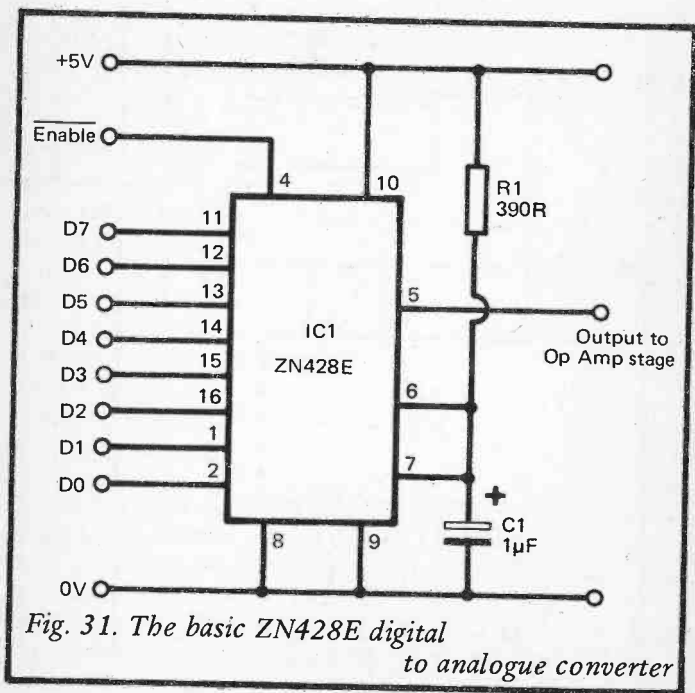 +5V
Enable
4
10
R1
390R
D7
11
D6
12
D5
13
5
D4
14
IC1
Output to
Op Amp stage
D3
15
ZN428E
D2
16
6
D1
1
7
D0
2
+
C1
1µF
8
9
0V
Fig. 31. The basic ZN428E digital
to analogue converter